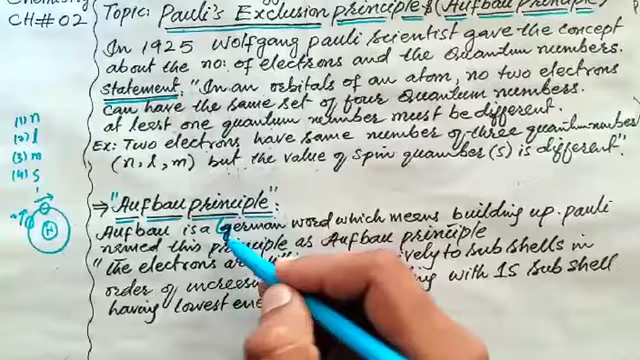 Chemistry
CH# 02
Topic: Pauli's Exclusion principle & (Aufbau principle)
In 1925 Wolfgang pauli scientist gave the concept
about the no: of electrons and the Quantum numbers.
Statement: "In an orbitals of an atom, no two electrons
can have the same set of four Quantum numbers.
at least one quantum number must be different.
Ex: Two electrons have same number of three quantum number
(n, l, m) but the value of spin quamber (s) is different".
(1) n
(2) l
(3) m
(4) s
H
⇒ "Aufbau principle":
Aufbau is a German word which means building up. pauli
named this principle as Aufbau principle
"The electrons are to sub shells in
order of with 1S sub shell
having lowest